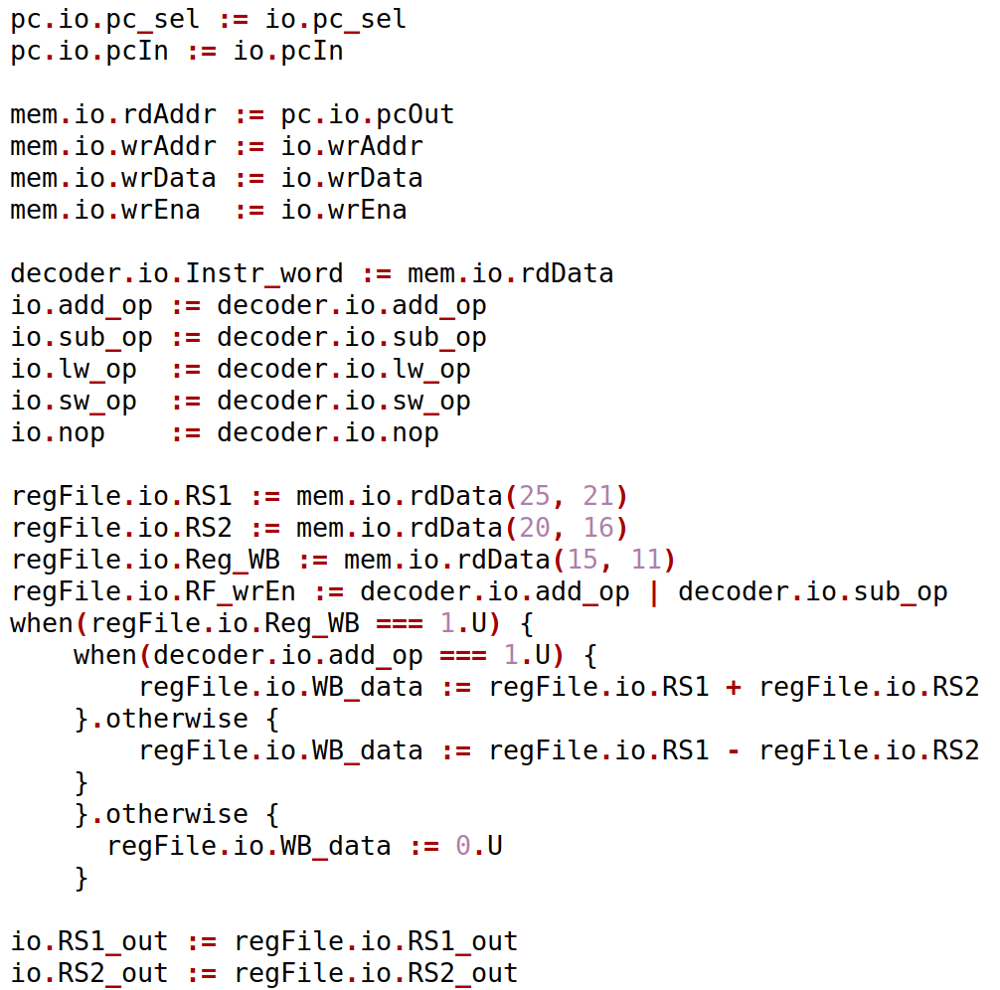 pc.io.pc_sel := io.pc_sel
pc.io.pcIn := io.pcIn

mem.io.rdAddr := pc.io.pcOut
mem.io.wrAddr := io.wrAddr
mem.io.wrData := io.wrData
mem.io.wrEna  := io.wrEna

decoder.io.Instr_word := mem.io.rdData
io.add_op := decoder.io.add_op
io.sub_op := decoder.io.sub_op
io.lw_op  := decoder.io.lw_op
io.sw_op  := decoder.io.sw_op
io.nop    := decoder.io.nop

regFile.io.RS1 := mem.io.rdData(25, 21)
regFile.io.RS2 := mem.io.rdData(20, 16)
regFile.io.Reg_WB := mem.io.rdData(15, 11)
regFile.io.RF_wrEn := decoder.io.add_op | decoder.io.sub_op
when(regFile.io.Reg_WB === 1.U) {
    when(decoder.io.add_op === 1.U) {
        regFile.io.WB_data := regFile.io.RS1 + regFile.io.RS2
    }.otherwise {
        regFile.io.WB_data := regFile.io.RS1 - regFile.io.RS2
    }
    }.otherwise {
      regFile.io.WB_data := 0.U
    }

io.RS1_out := regFile.io.RS1_out
io.RS2_out := regFile.io.RS2_out